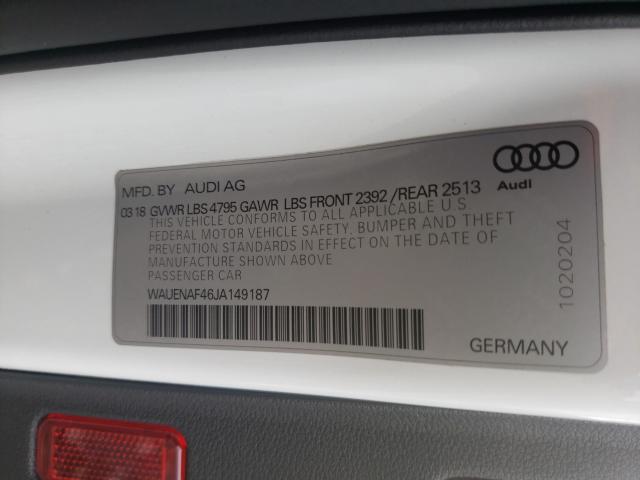 MFD. BY AUDI AG
Audi
03 18 GVWR LBS 4795 GAWR LBS FRONT 2392 / REAR 2513
THIS VEHICLE CONFORMS TO ALL APPLICABLE U.S.
FEDERAL MOTOR VEHICLE SAFETY, BUMPER AND THEFT
PREVENTION STANDARDS IN EFFECT ON THE DATE OF
MANUFACTURE SHOWN ABOVE
PASSENGER CAR
WAUENAF46JA149187
1020204
GERMANY